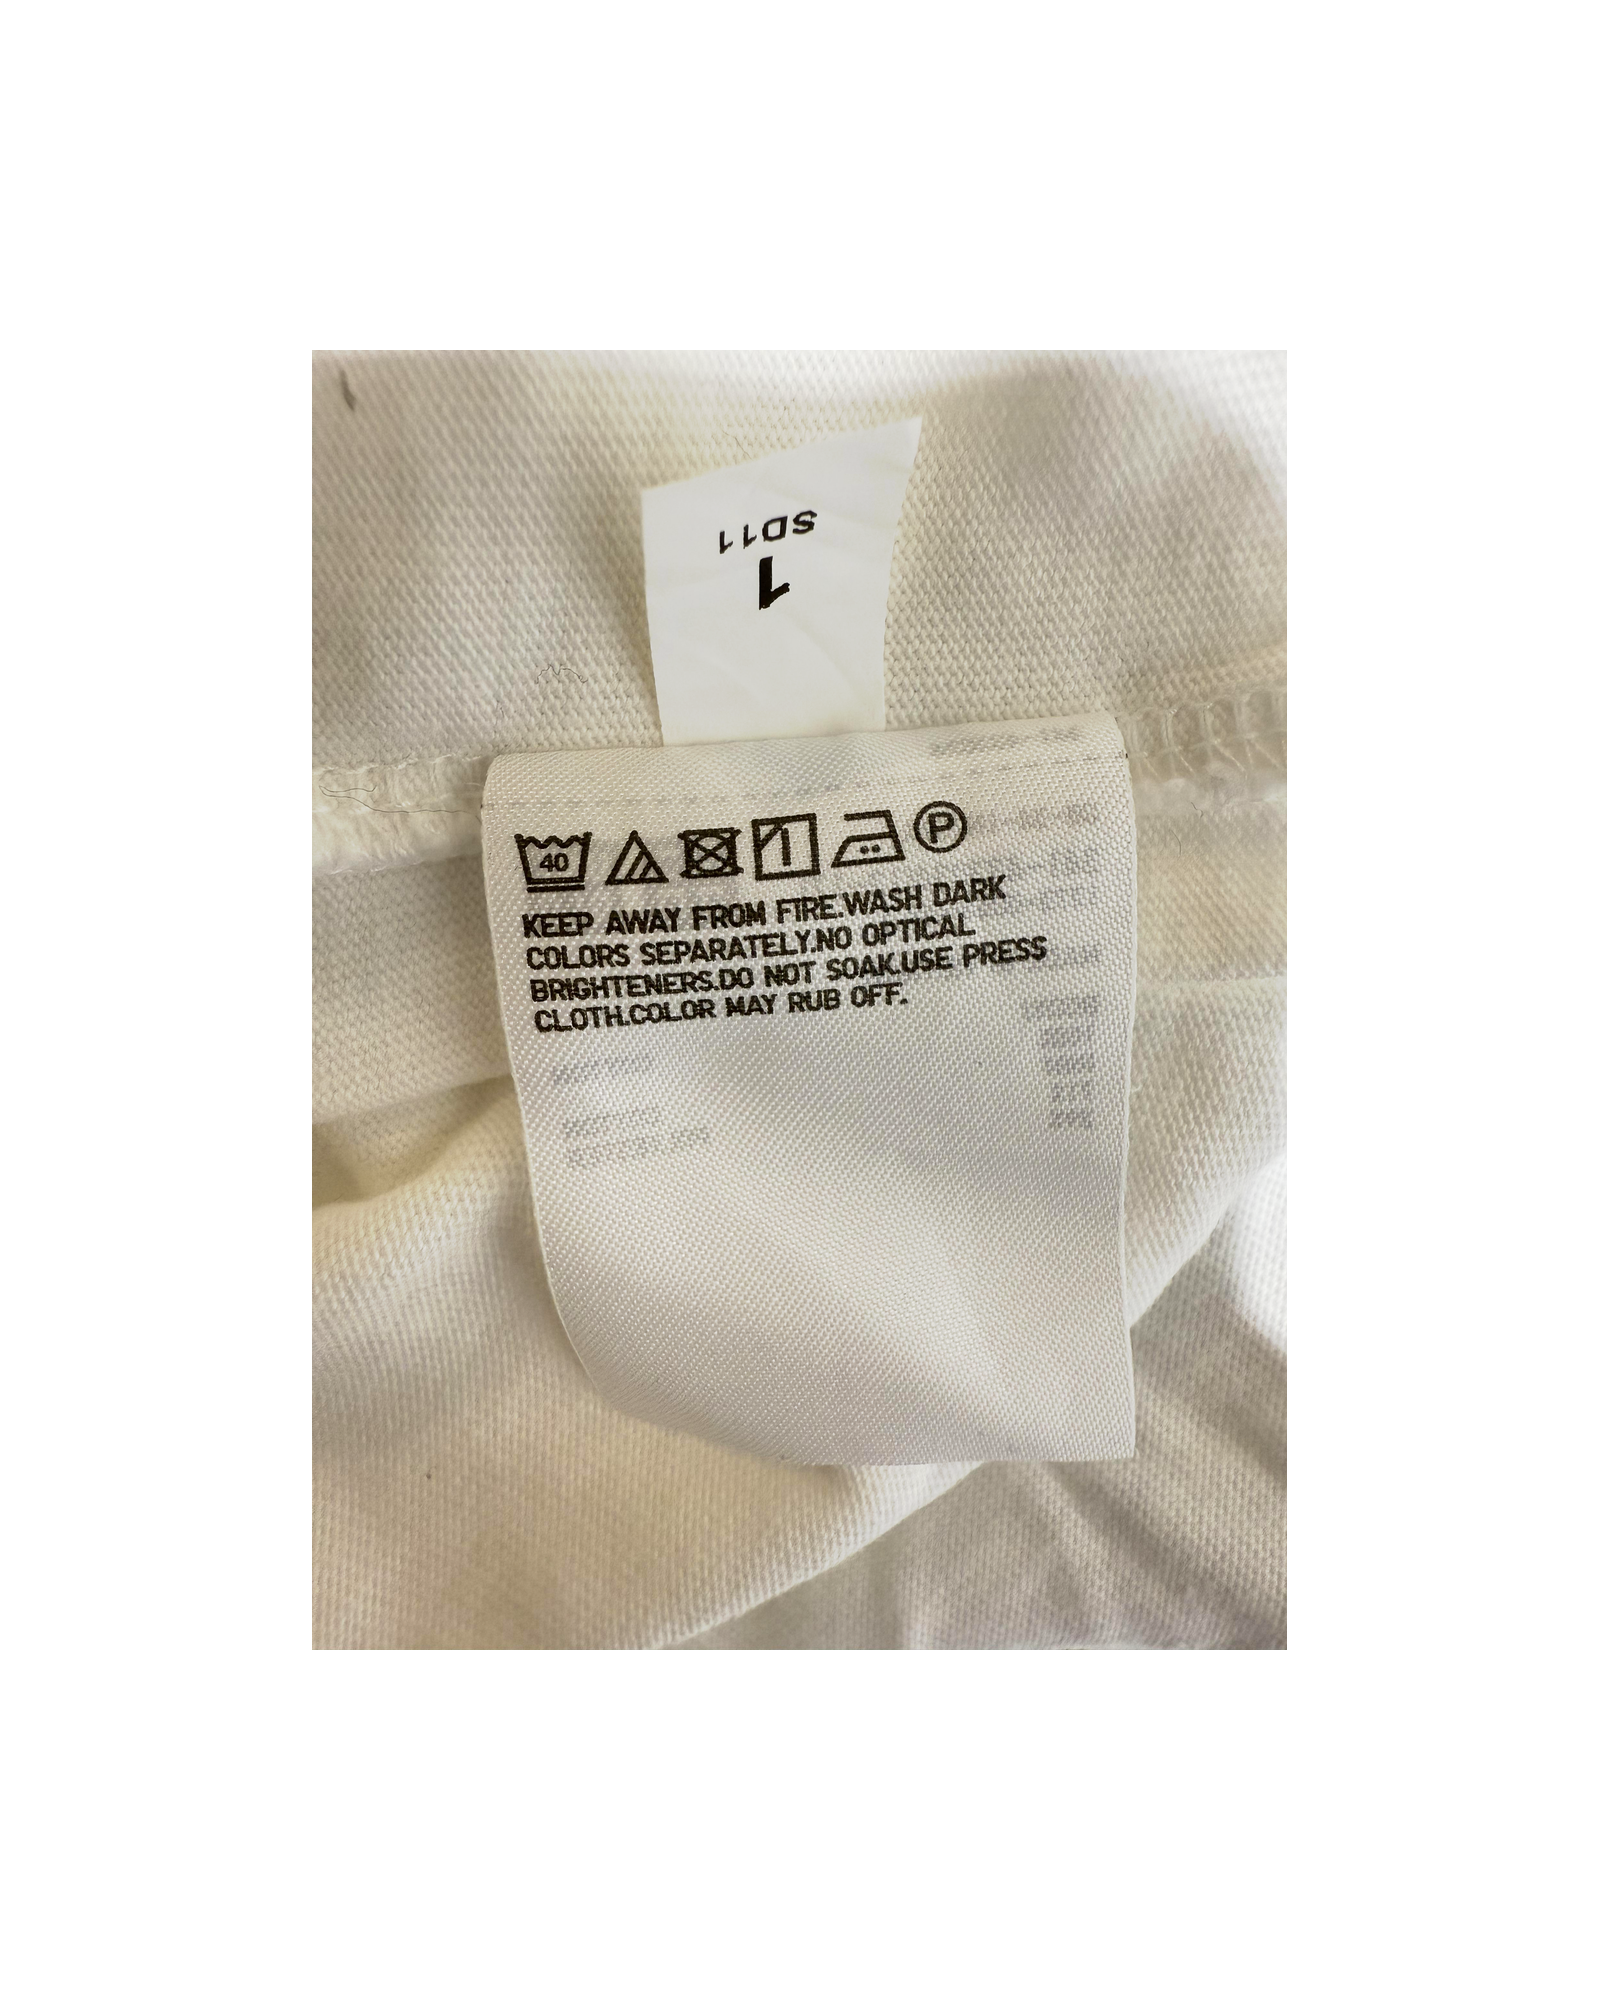 SD11
1
40
P
KEEP AWAY FROM FIRE.WASH DARK
COLORS SEPARATELY.NO OPTICAL
BRIGHTENERS.DO NOT SOAK.USE PRESS
CLOTH.COLOR MAY RUB OFF.